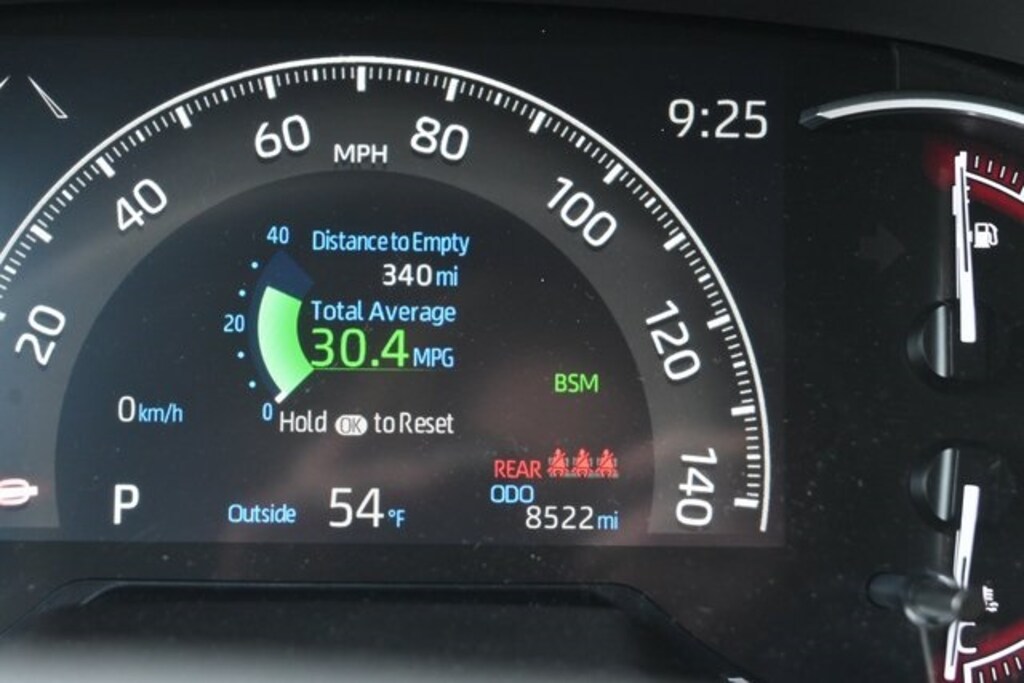 9:25
60
MPH
80
40
100
20
120
140
40
20
0
Distance to Empty
340 mi
Total Average
30.4 MPG
Hold OK to Reset
BSM
0 km/h
P
Outside 54 °F
REAR
ODO
8522 mi
C